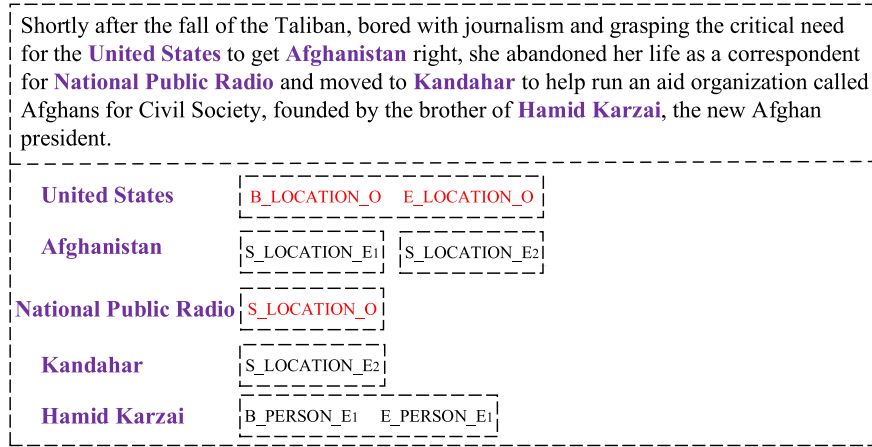 Shortly after the fall of the Taliban, bored with journalism and grasping the critical need
for the United States to get Afghanistan right, she abandoned her life as a correspondent
for National Public Radio and moved to Kandahar to help run an aid organization called
Afghans for Civil Society, founded by the brother of Hamid Karzai, the new Afghan
president.
United States B_LOCATION_O E_LOCATION_O
Afghanistan S_LOCATION_E1 S_LOCATION_E2
National Public Radio S_LOCATION_O
Kandahar S_LOCATION_E2
Hamid Karzai B_PERSON_E1 E_PERSON_E1